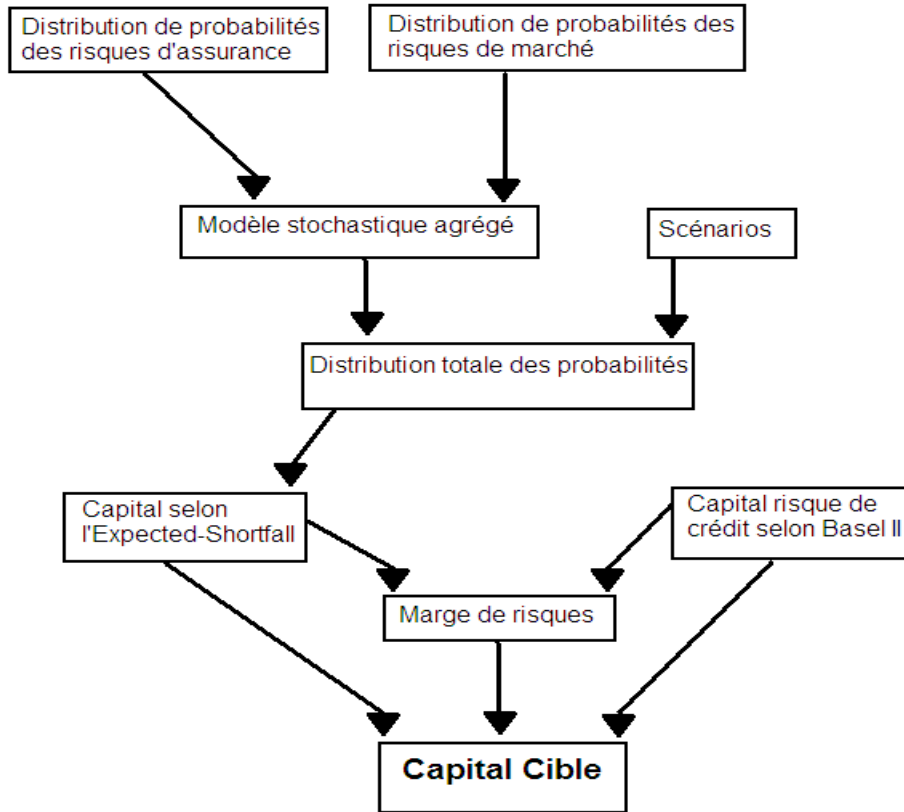 Distribution de probabilités
des risques d'assurance
Distribution de probabilités des
risques de marché
Modèle stochastique agrégé
Scénarios
Distribution totale des probabilités
Capital selon
l'Expected-Shortfall
Capital risque de
crédit selon Basel II
Marge de risques
Capital Cible